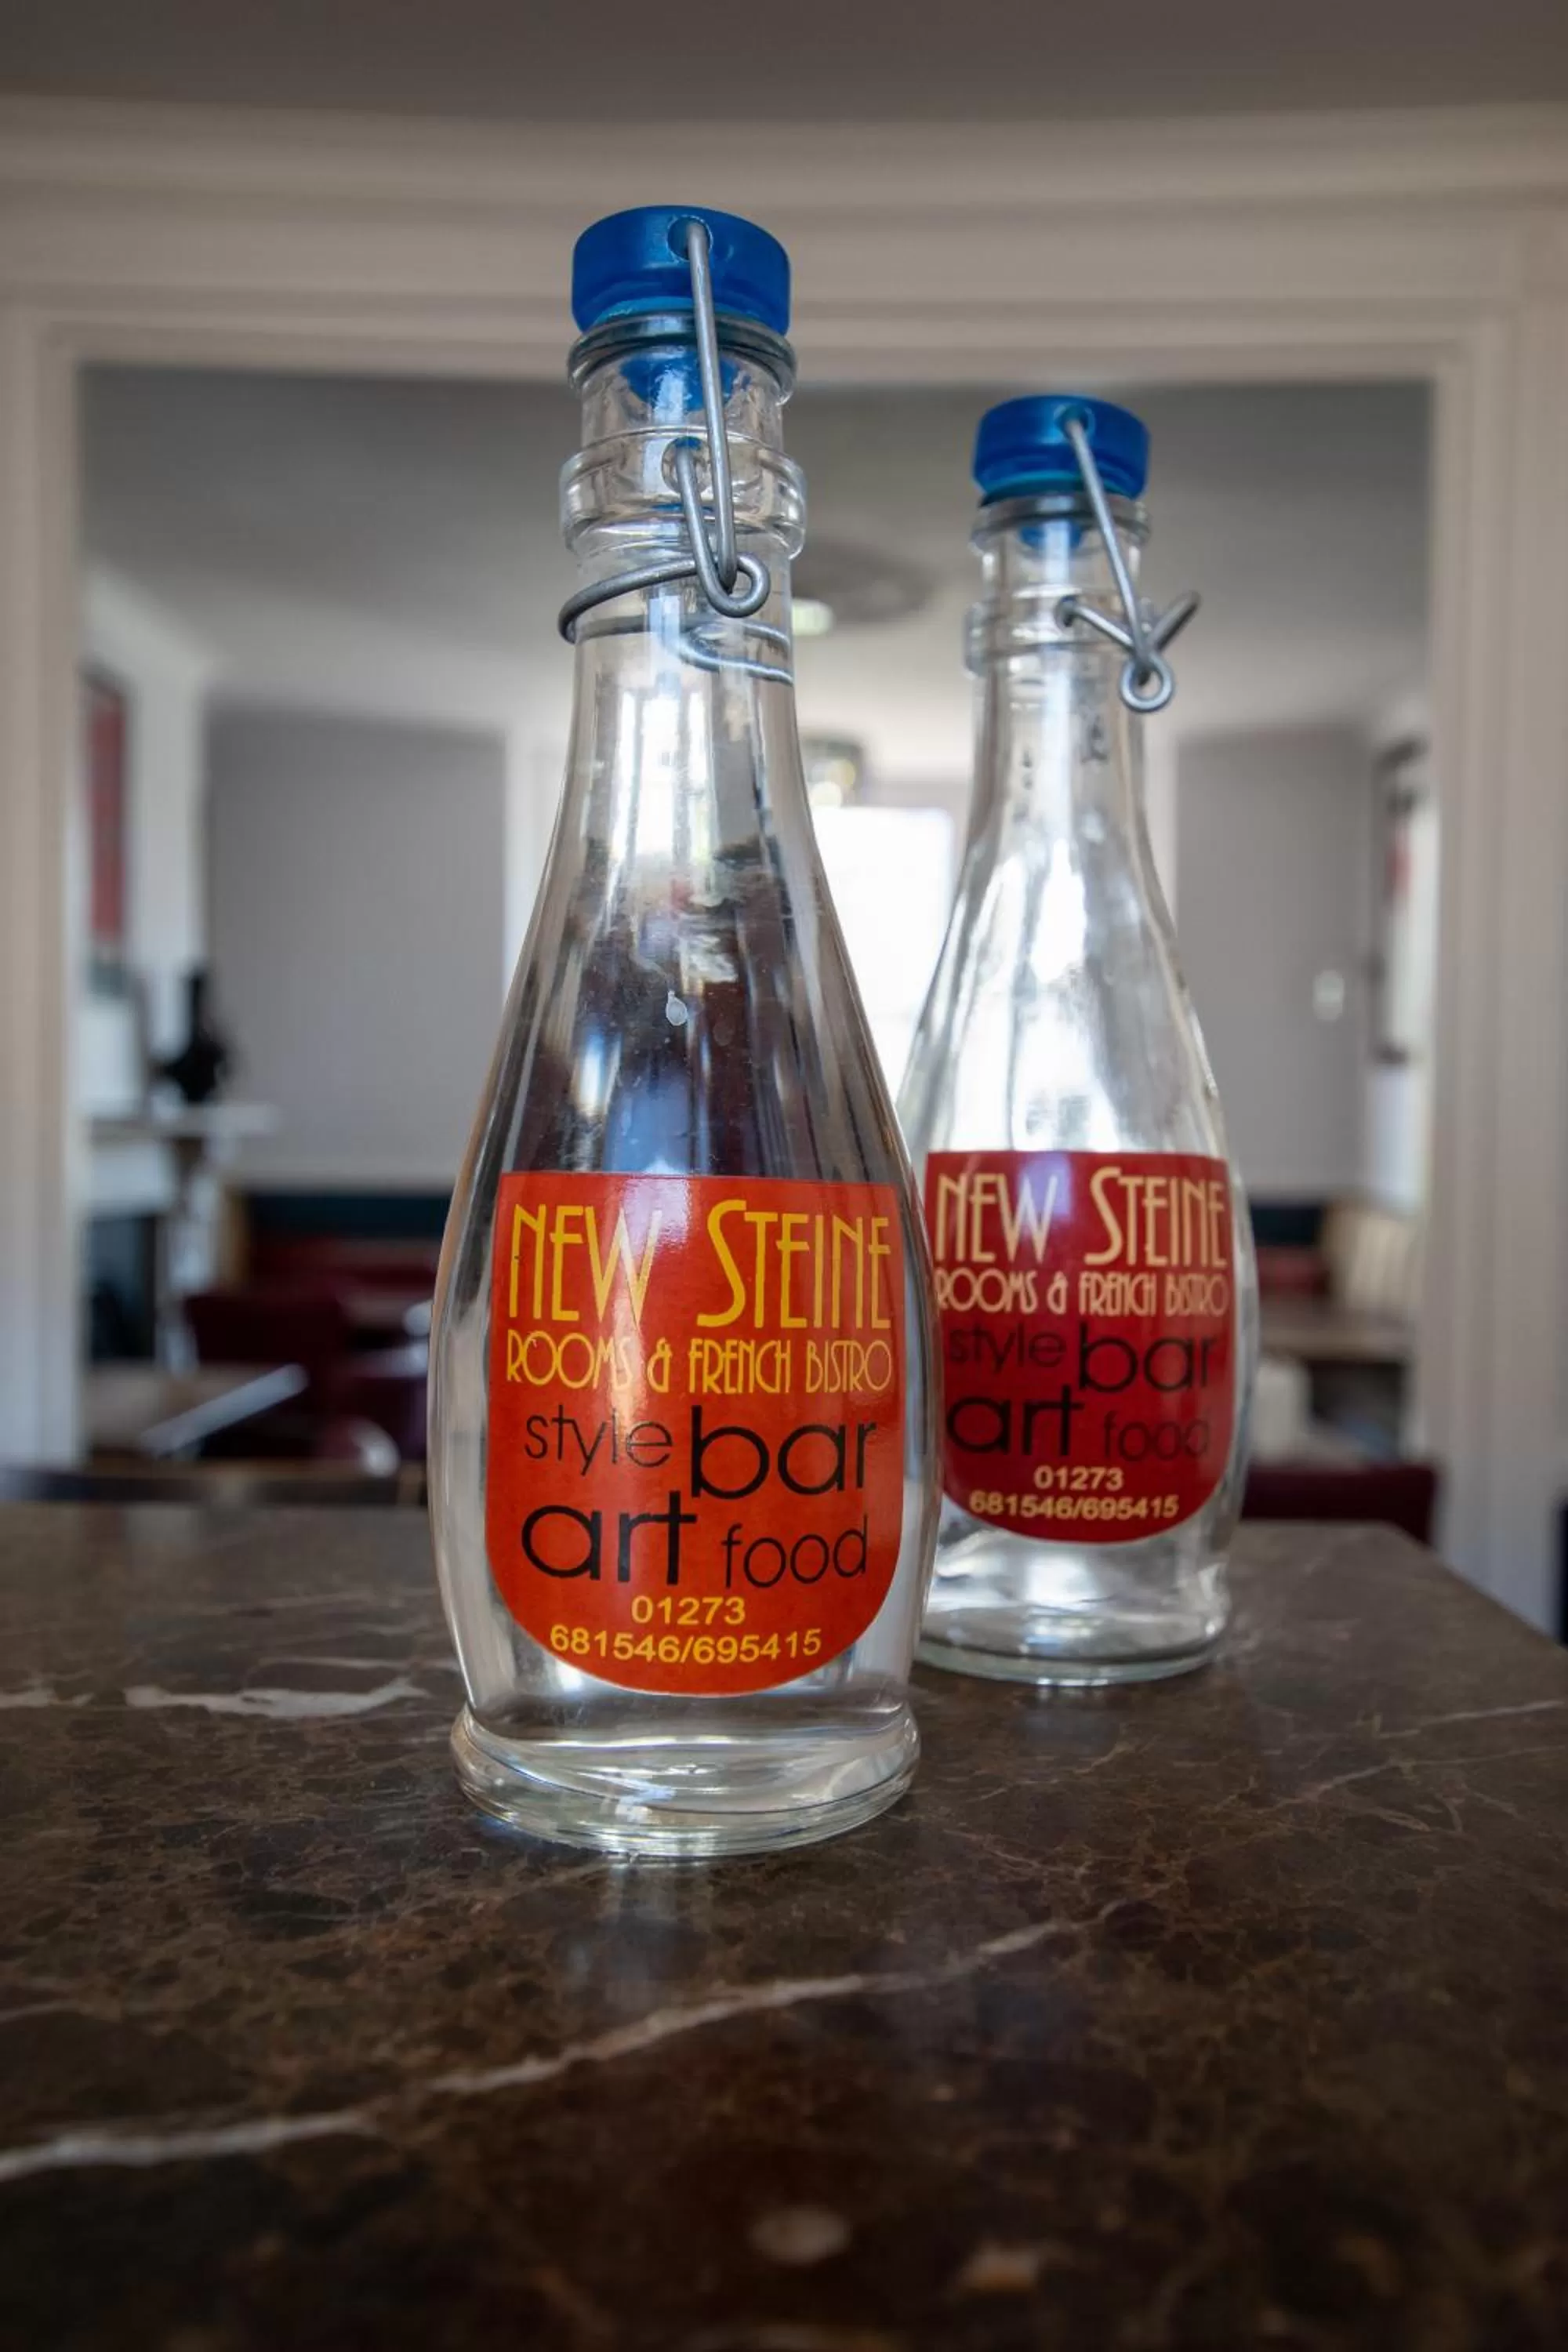 NEW STEINE
ROOMS & FRENCH BISTRO
style bar
art food
01273
681546/695415
NEW STEINE
ROOMS & FRENCH BISTRO
style bar
art food
01273
681546/695415